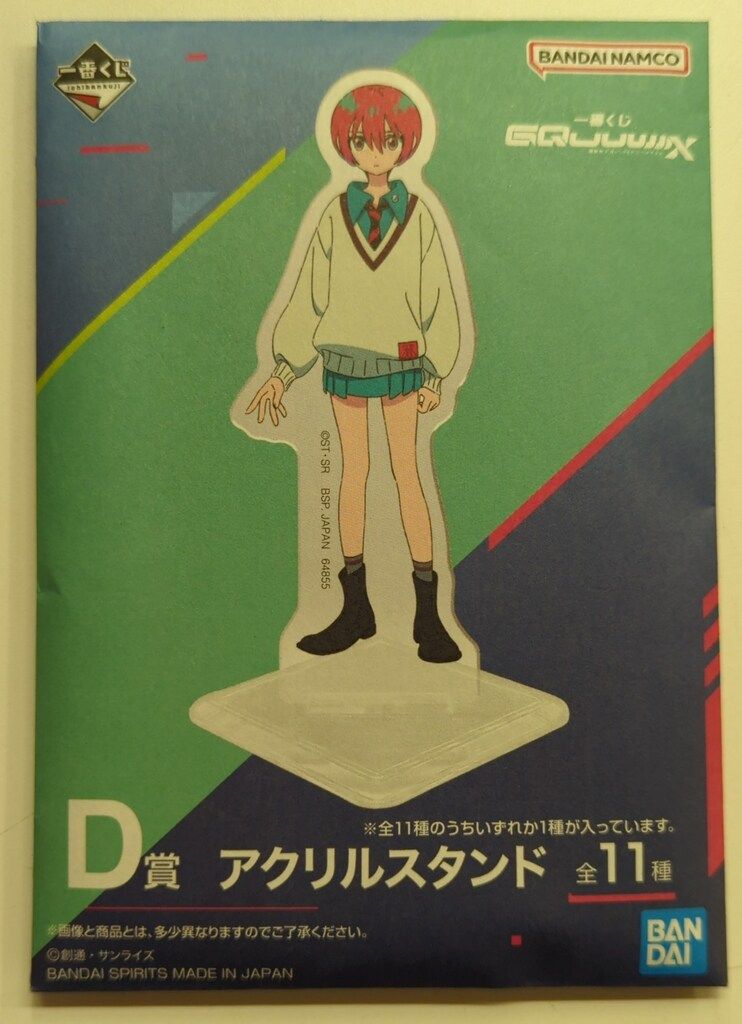 一番くじ
ichibankuji
BANDAI NAMCO
一番くじ
GQuuuuuuX
©ST・SR BSP, JAPAN 64855
※全11種のうちいずれか1種が入っています。
D賞 アクリルスタンド 全11種
※画像と商品とは、多少異なりますのでご了承ください。
©創通・サンライズ
BANDAI SPIRITS MADE IN JAPAN
BAN
DAI